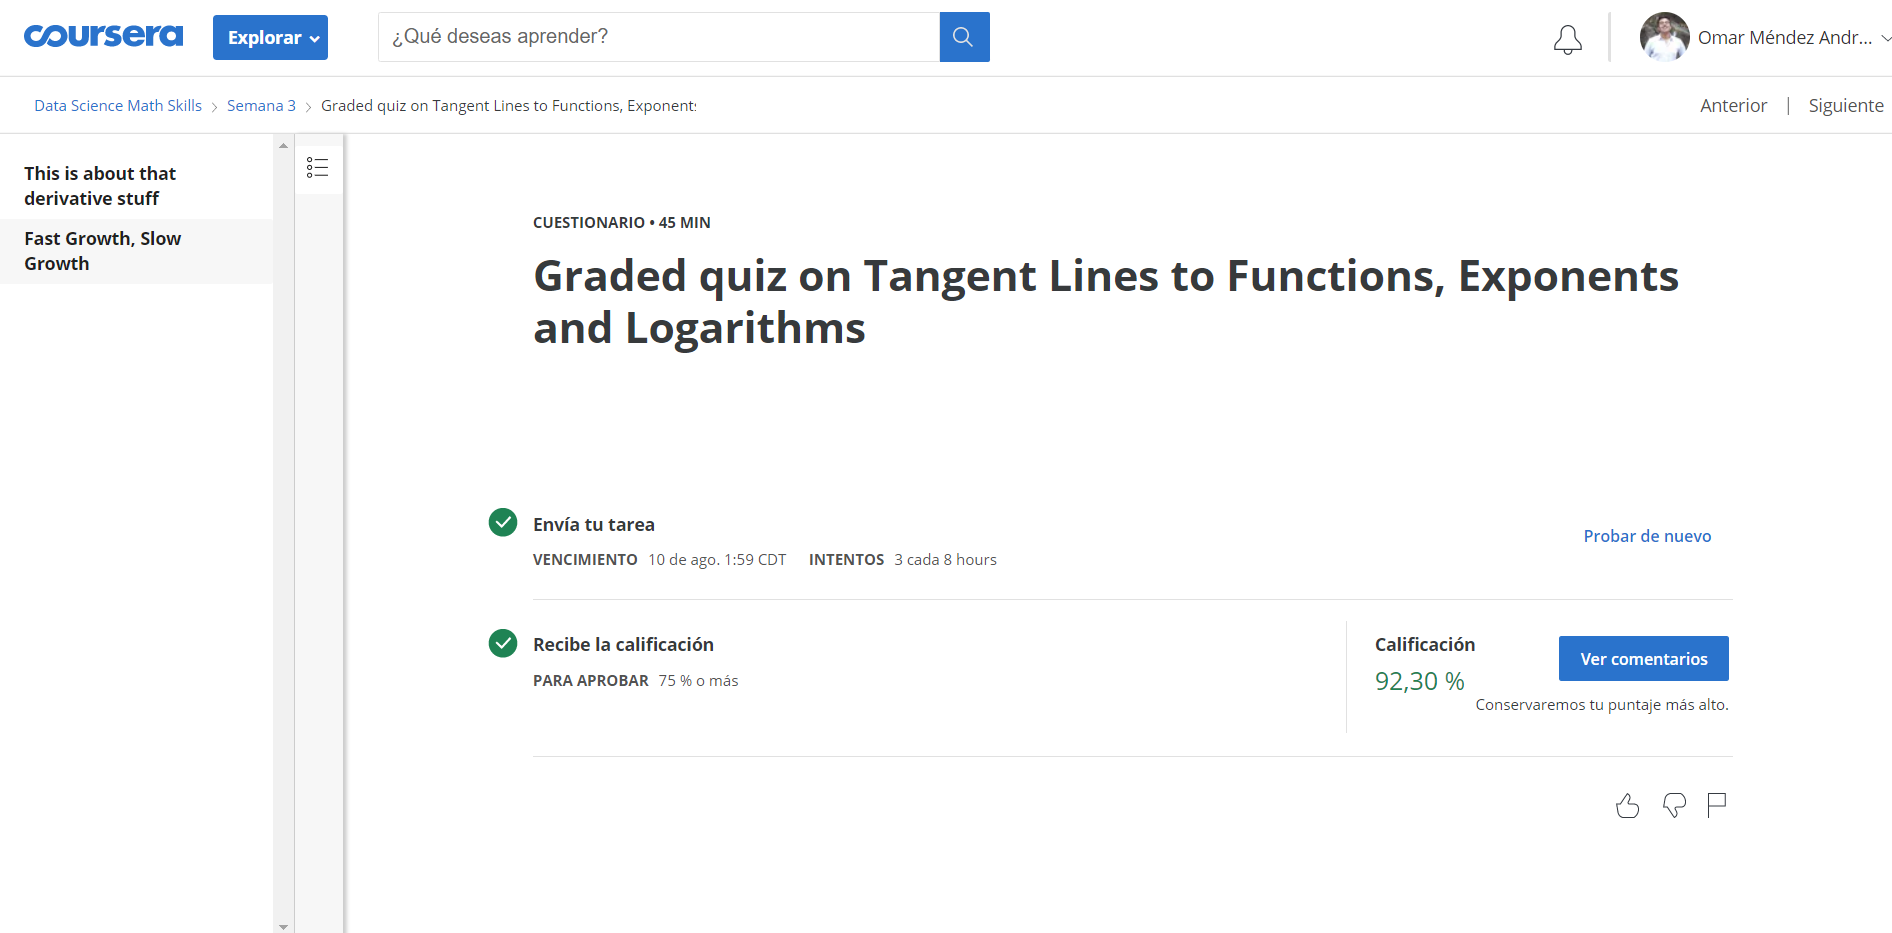 coursera
Explorar
¿Qué deseas aprender?
Omar Méndez Andr...
Data Science Math Skills
Semana 3
Graded quiz on Tangent Lines to Functions, Exponents
Anterior | Siguiente
This is about that
derivative stuff
Fast Growth, Slow
Growth
CUESTIONARIO • 45 MIN
Graded quiz on Tangent Lines to Functions, Exponents
and Logarithms
Envía tu tarea
VENCIMIENTO 10 de ago. 1:59 CDT INTENTOS 3 cada 8 hours
Probar de nuevo
Recibe la calificación
PARA APROBAR 75 % o más
Calificación
92,30 %
Ver comentarios
Conservaremos tu puntaje más alto.